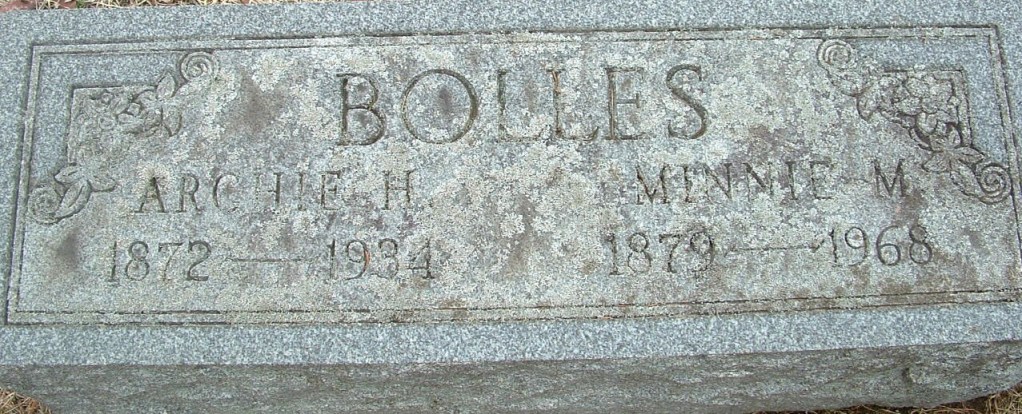 BOLLES
ARCHIE H. MINNIE M.
1872 — 1934 1879 — 1968